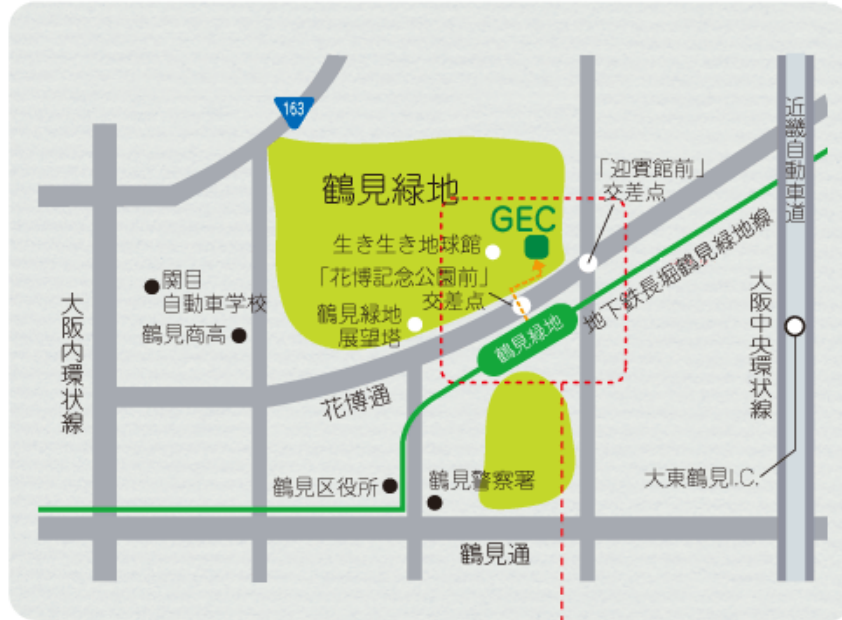 163
近畿自動車道
鶴見緑地
「迎賓館前」
交差点
GEC
生き生き地球館
「花博記念公園前」
交差点
関目
自動車学校
鶴見緑地
展望塔
鶴見商高
大阪内環状線
鶴見緑地
地下鉄長堀鶴見緑地線
大阪中央環状線
花博通
鶴見区役所
鶴見警察署
大東鶴見I.C.
鶴見通